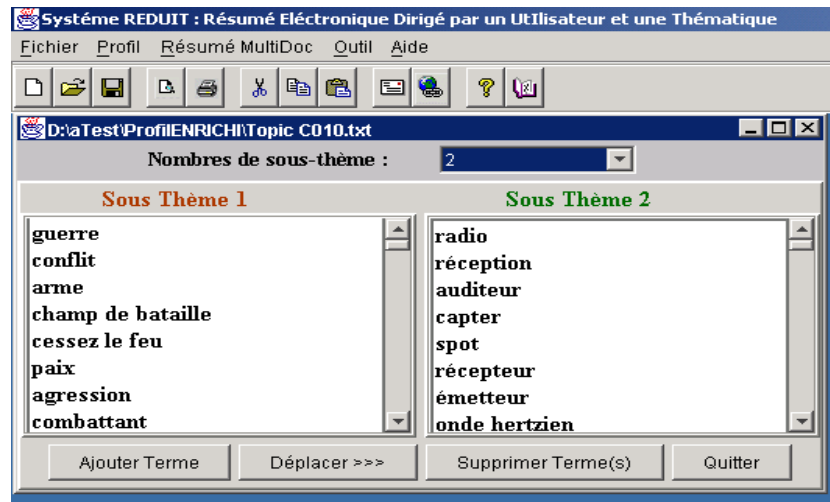 Systéme REDUIT : Résumé Eléctronique Dirigé par un UtIlisateur et une Thématique
Fichier Profil Résumé MultiDoc Outil Aide
D:\aTest\ProfilENRICHI\Topic C010.txt
Nombres de sous-thème : 2
Sous Thème 1
guerre
conflit
arme
champ de bataille
cessez le feu
paix
agression
combattant
Sous Thème 2
radio
réception
auditeur
capter
spot
récepteur
émetteur
onde hertzien
Ajouter Terme Déplacer >>> Supprimer Terme(s) Quitter